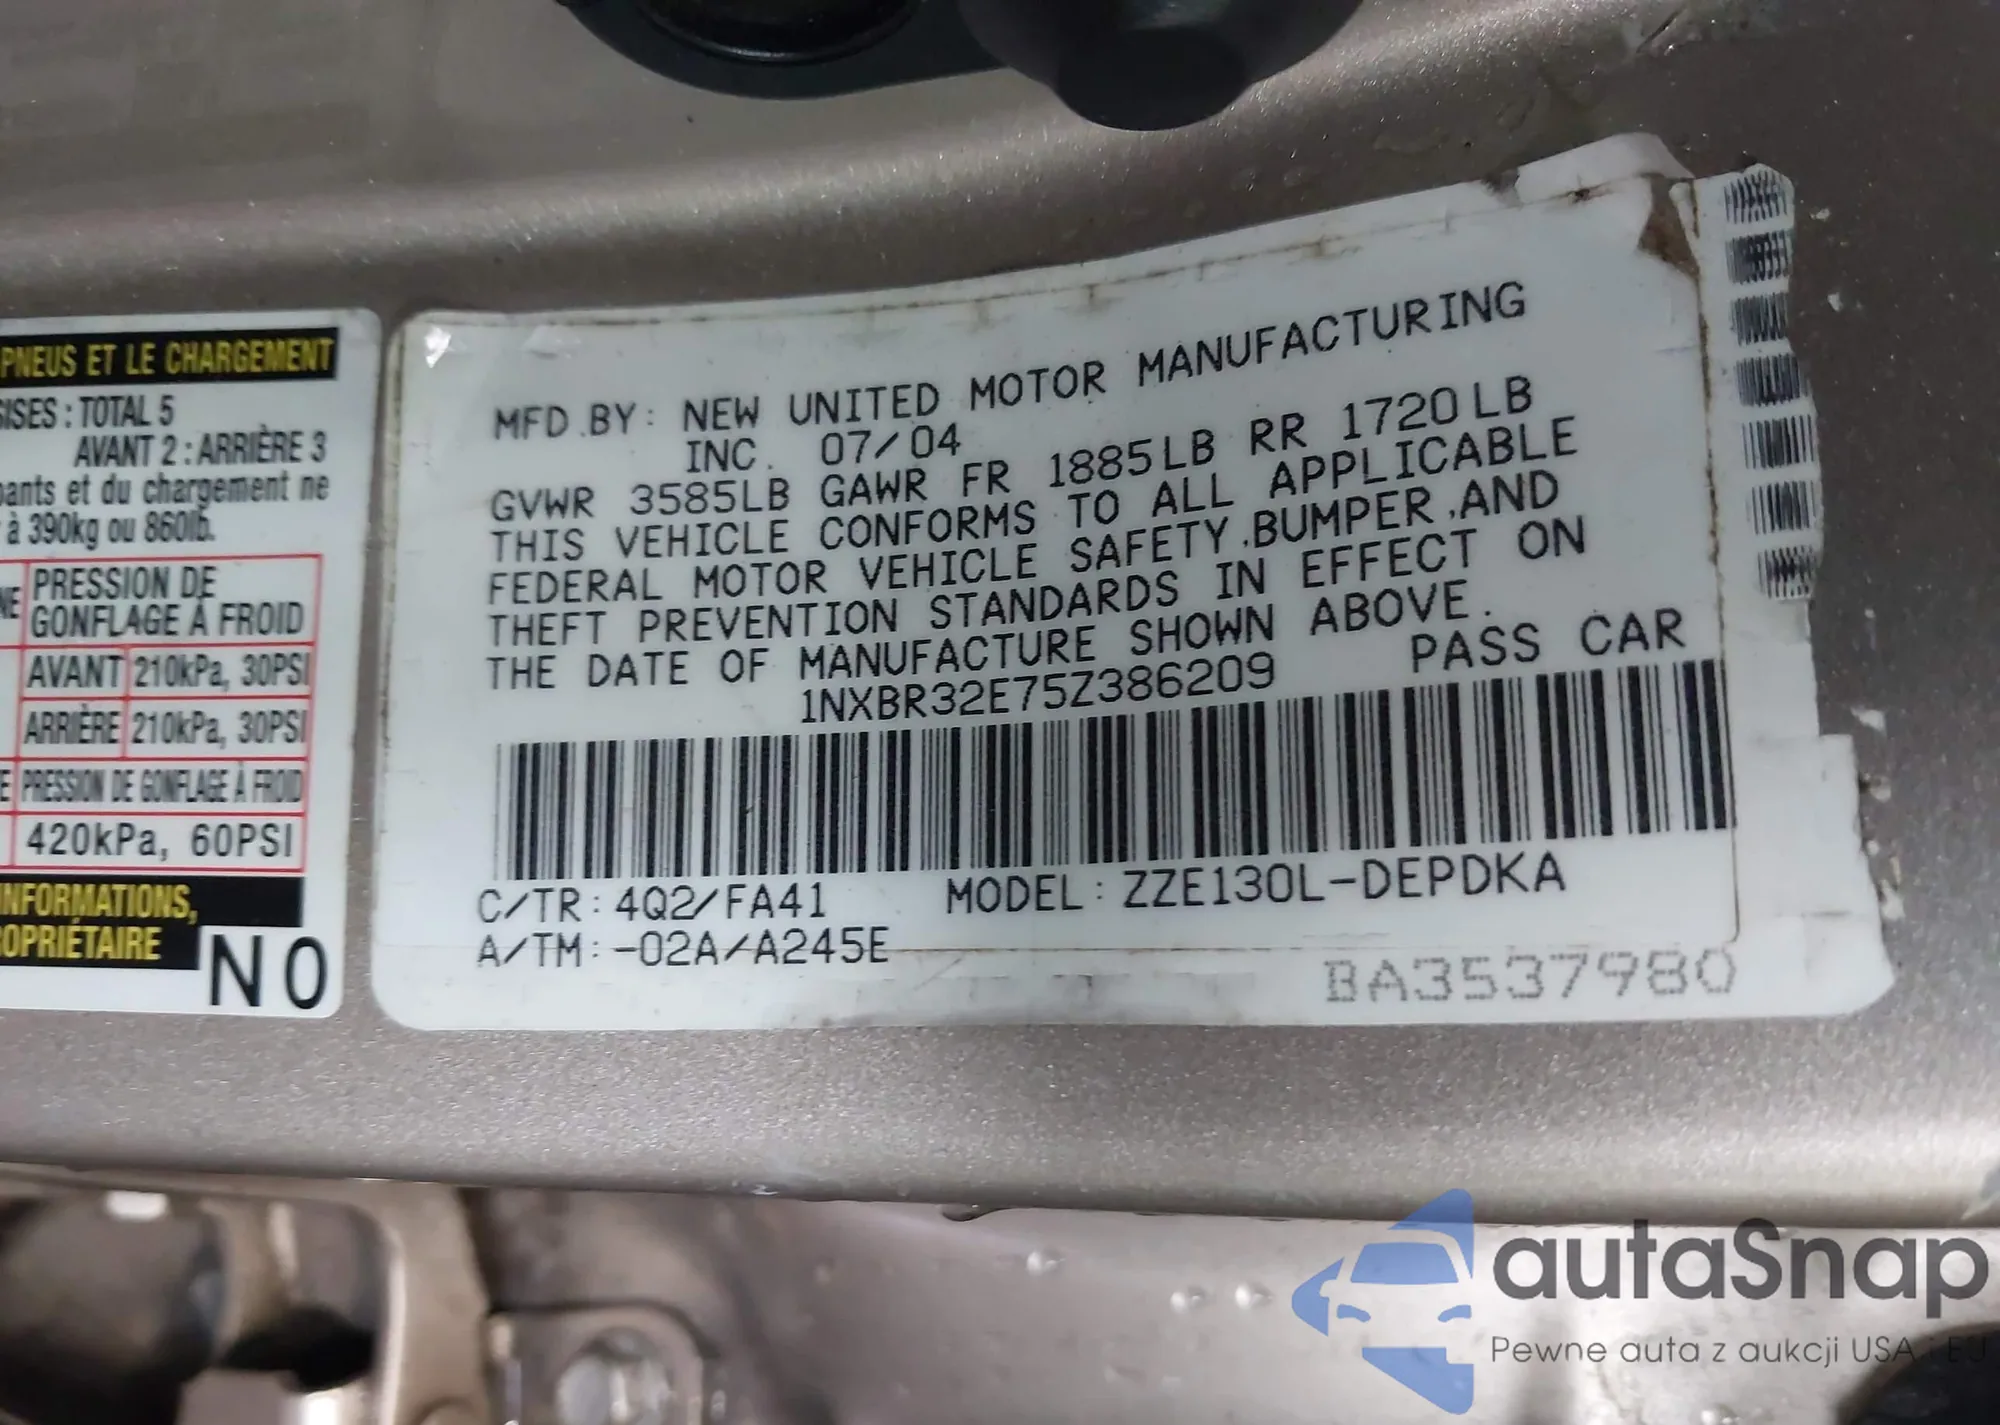 PNEUS ET LE CHARGEMENT
: TOTAL 5
AVANT 2 : ARRIÈRE 3
et du chargement ne
à 390kg ou 860lb.
PRESSION DE
GONFLAGE À FROID
AVANT 210kPa, 30PSI
ARRIÈRE 210kPa, 30PSI
PRESSION DE GONFLAGE À FROID
420kPa, 60PSI
INFORMATIONS,
N0
MFD.BY: NEW UNITED MOTOR MANUFACTURING
INC. 07/04
GVWR 3585LB GAWR FR 1885LB RR 1720LB
THIS VEHICLE CONFORMS TO ALL APPLICABLE
FEDERAL MOTOR VEHICLE SAFETY,BUMPER,AND
THEFT PREVENTION STANDARDS IN EFFECT ON
THE DATE OF MANUFACTURE SHOWN ABOVE.
1NXBR32E75Z386209 PASS CAR
C/TR: 4Q2/FA41 MODEL: ZZE130L-DEPDKA
A/TM: -02A/A245E
BA3537980
autaSnap
Pewne auta z aukcji USA i EU